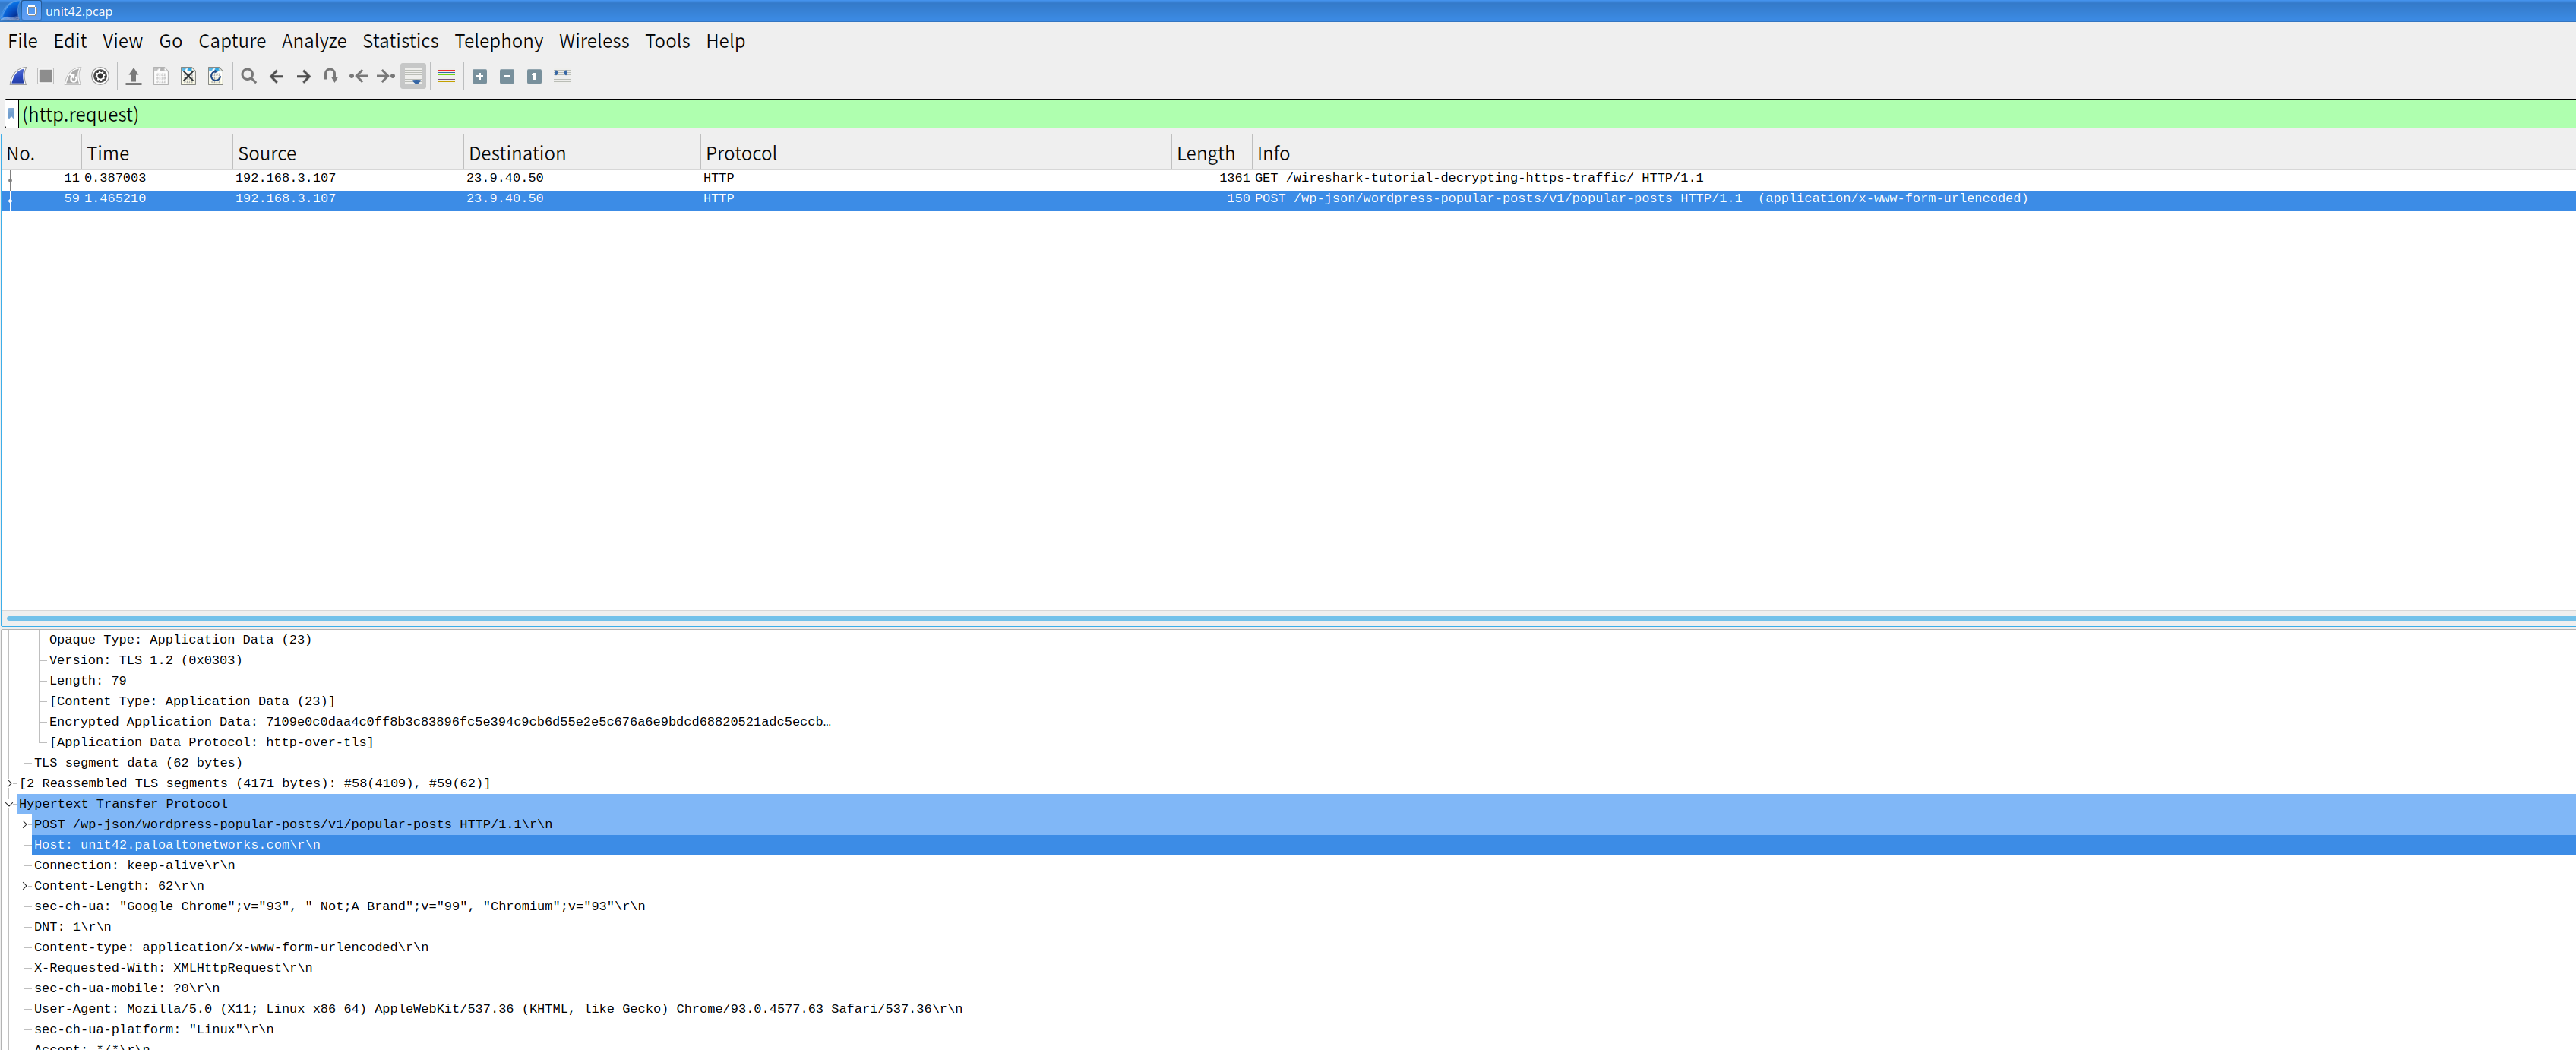 unit42.pcap
File Edit View Go Capture Analyze Statistics Telephony Wireless Tools Help
(http.request)
No. Time Source Destination Protocol Length Info
11 0.387003 192.168.3.107 23.9.40.50 HTTP 1361 GET /wireshark-tutorial-decrypting-https-traffic/ HTTP/1.1
59 1.465210 192.168.3.107 23.9.40.50 HTTP 150 POST /wp-json/wordpress-popular-posts/v1/popular-posts HTTP/1.1  (application/x-www-form-urlencoded)
Opaque Type: Application Data (23)
Version: TLS 1.2 (0x0303)
Length: 79
[Content Type: Application Data (23)]
Encrypted Application Data: 7109e0c0daa4c0ff8b3c83896fc5e394c9cb6d55e2e5c676a6e9bdcd68820521adc5eccb…
[Application Data Protocol: http-over-tls]
TLS segment data (62 bytes)
[2 Reassembled TLS segments (4171 bytes): #58(4109), #59(62)]
Hypertext Transfer Protocol
POST /wp-json/wordpress-popular-posts/v1/popular-posts HTTP/1.1\r\n
Host: unit42.paloaltonetworks.com\r\n
Connection: keep-alive\r\n
Content-Length: 62\r\n
sec-ch-ua: "Google Chrome";v="93", " Not;A Brand";v="99", "Chromium";v="93"\r\n
DNT: 1\r\n
Content-type: application/x-www-form-urlencoded\r\n
X-Requested-With: XMLHttpRequest\r\n
sec-ch-ua-mobile: ?0\r\n
User-Agent: Mozilla/5.0 (X11; Linux x86_64) AppleWebKit/537.36 (KHTML, like Gecko) Chrome/93.0.4577.63 Safari/537.36\r\n
sec-ch-ua-platform: "Linux"\r\n
Accept: */*\r\n